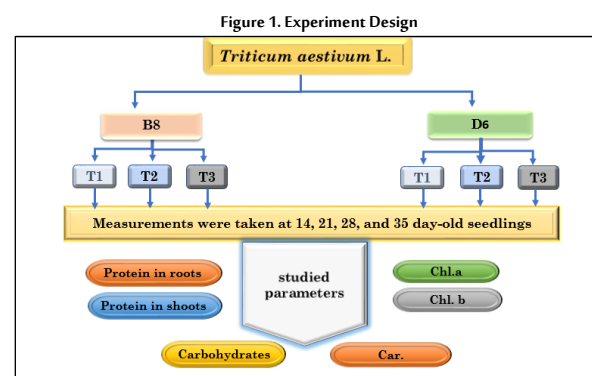 Figure 1. Experiment Design
Triticum aestivum L.
B8
D6
T1 T2 T3
T1 T2 T3
Measurements were taken at 14, 21, 28, and 35 day-old seedlings
studied
parameters
Protein in roots
Protein in shoots
Chl.a
Chl. b
Carbohydrates
Car.